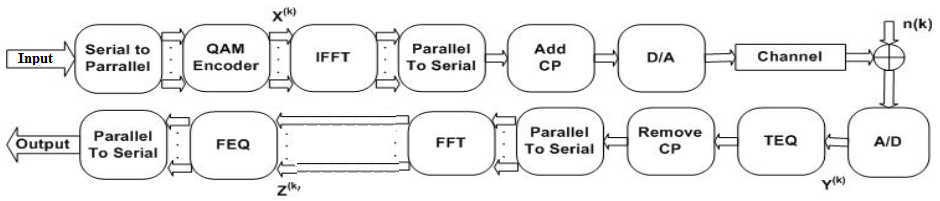 X(k)
n(k)
Input
Serial to
Parrallel
QAM
Encoder
IFFT
Parallel
To Serial
Add
CP
D/A
Channel
Output
Parallel
To Serial
FEQ
FFT
Parallel
To Serial
Remove
CP
TEQ
A/D
Z(k,
Y(k)